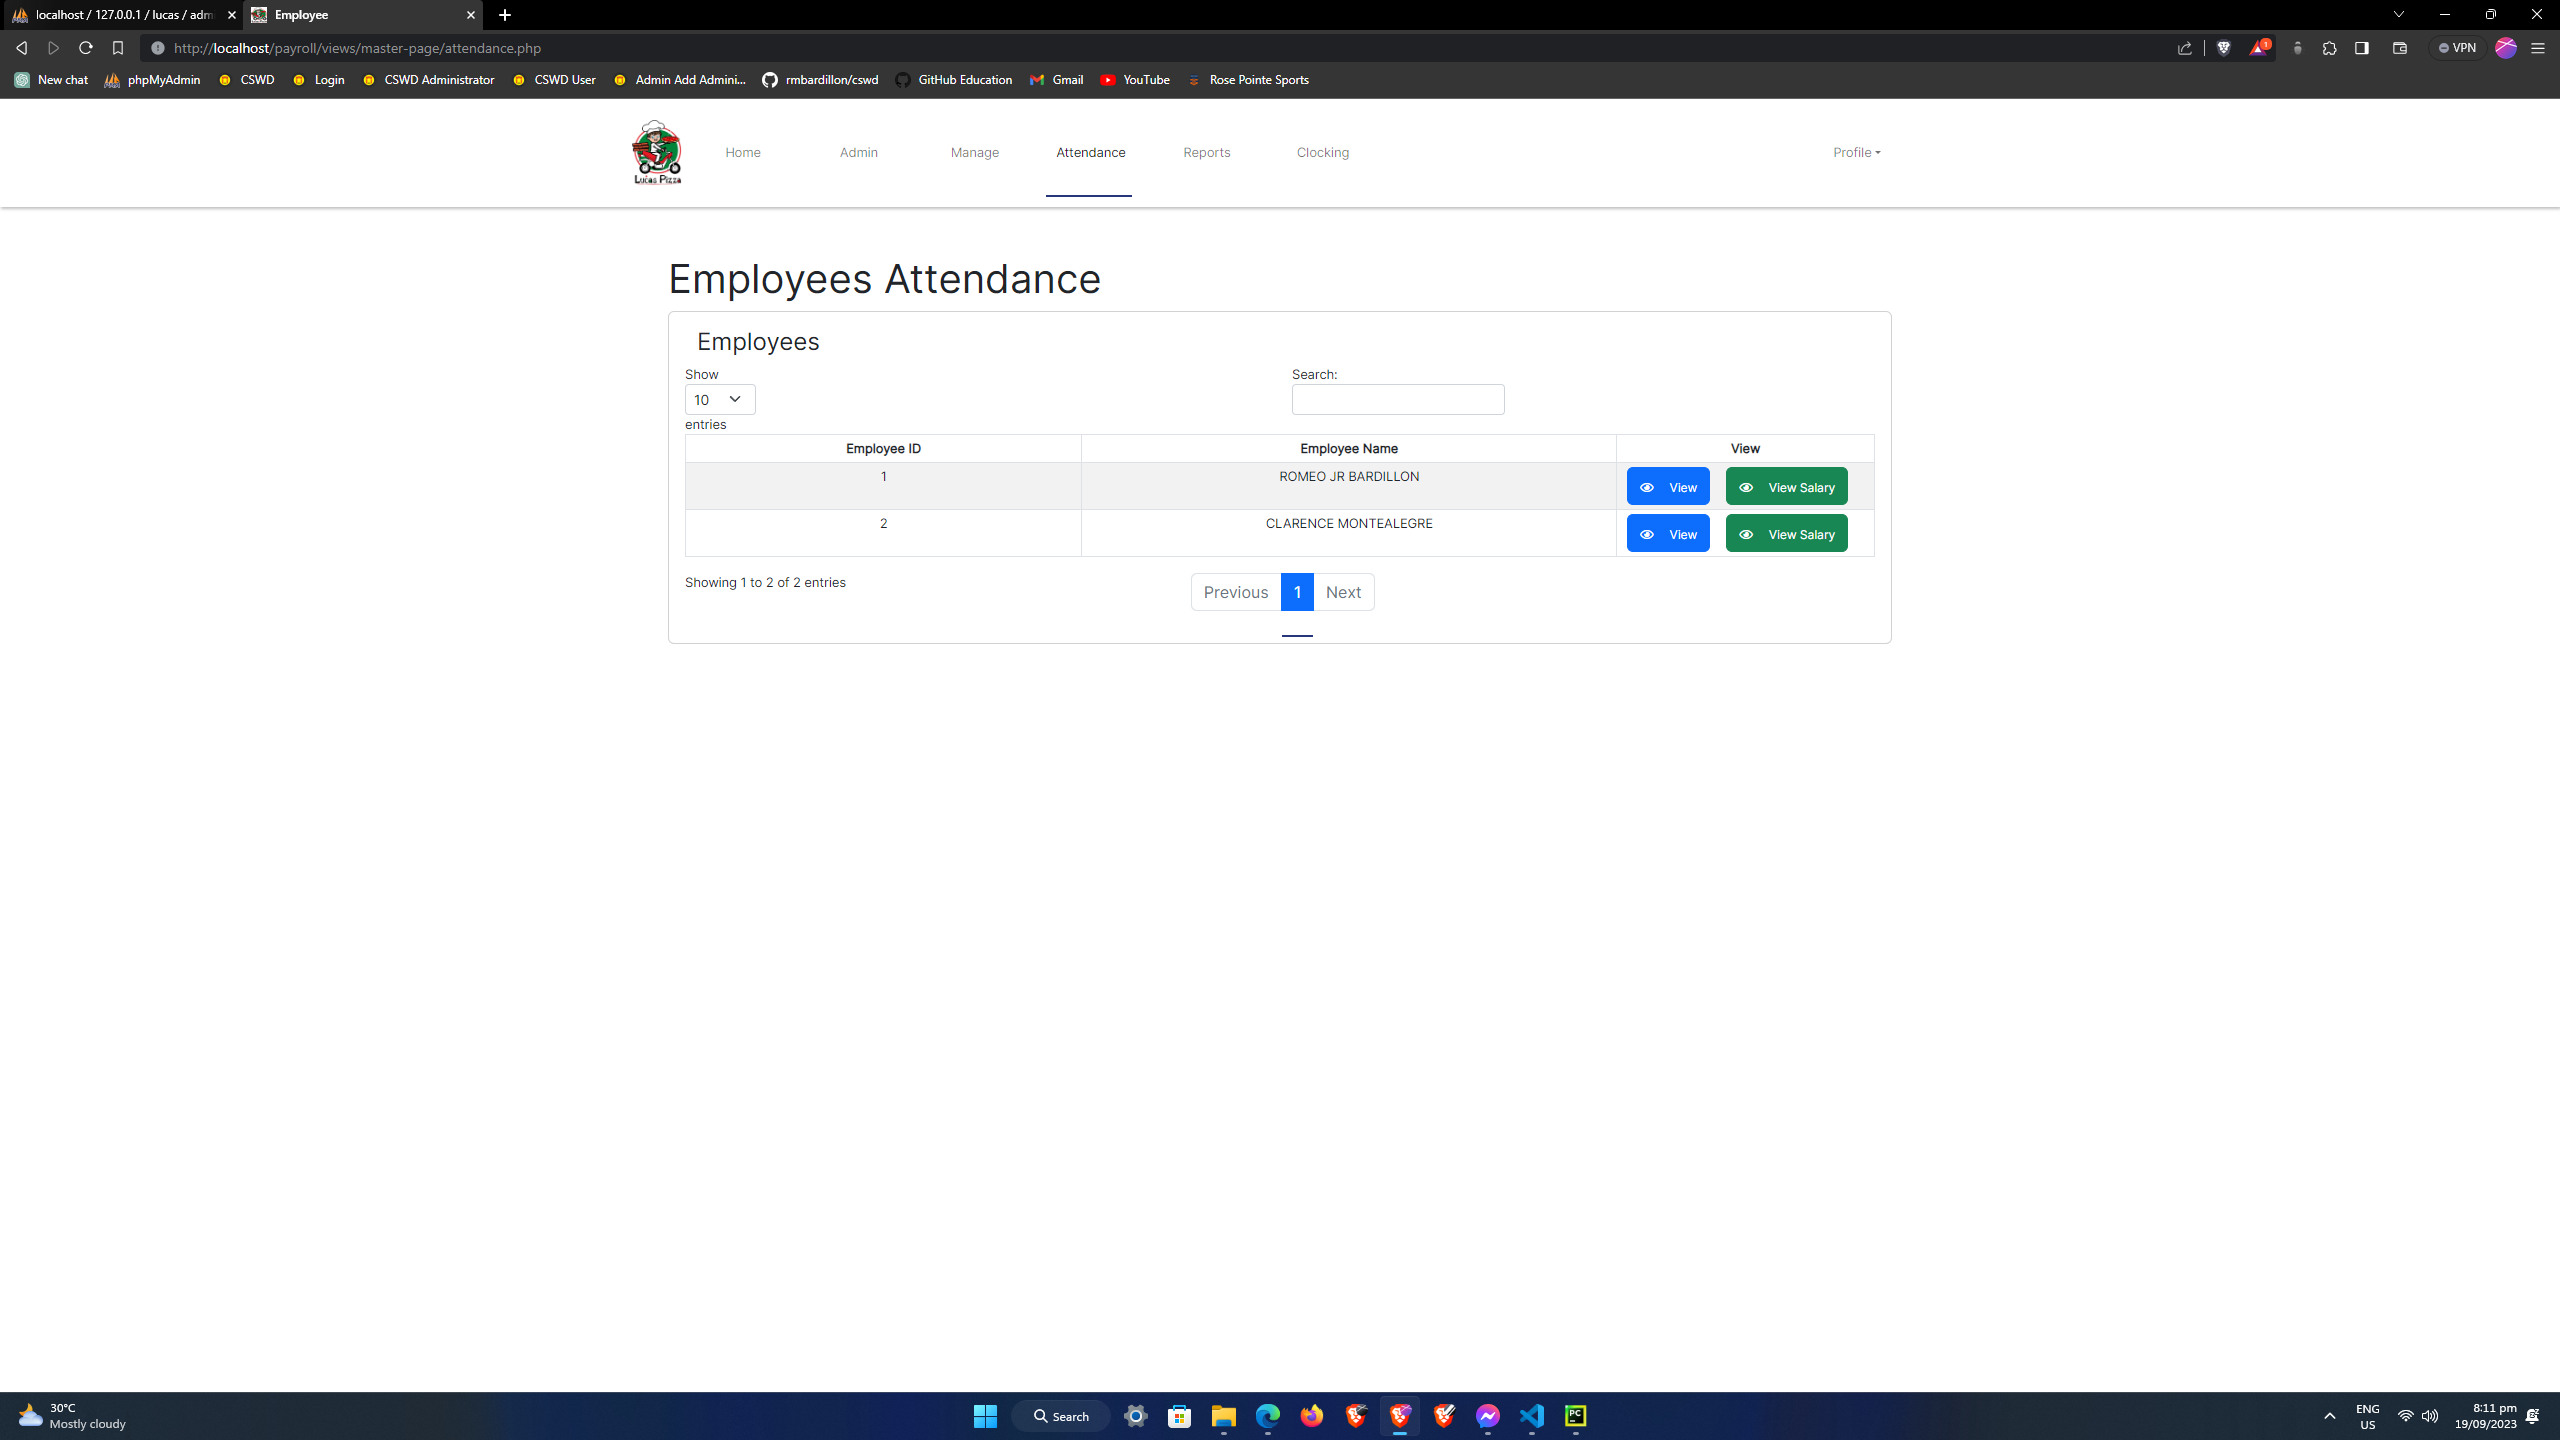 localhost / 127.0.0.1 / lucas / adm
Employee
http://localhost/payroll/views/master-page/attendance.php
1
VPN
New chat
phpMyAdmin
CSWD
Login
CSWD Administrator
CSWD User
Admin Add Admini...
rmbardillon/cswd
GitHub Education
Gmail
YouTube
Rose Pointe Sports
Lucas Pizza
Home
Admin
Manage
Attendance
Reports
Clocking
Profile
Employees Attendance
Employees
Show
Search:
10
entries
Employee ID Employee Name View
1 ROMEO JR BARDILLON View View Salary
2 CLARENCE MONTEALEGRE View View Salary
Showing 1 to 2 of 2 entries
Previous 1 Next
30°C
Mostly cloudy
Search
PC
ENG
US
8:11 pm
19/09/2023